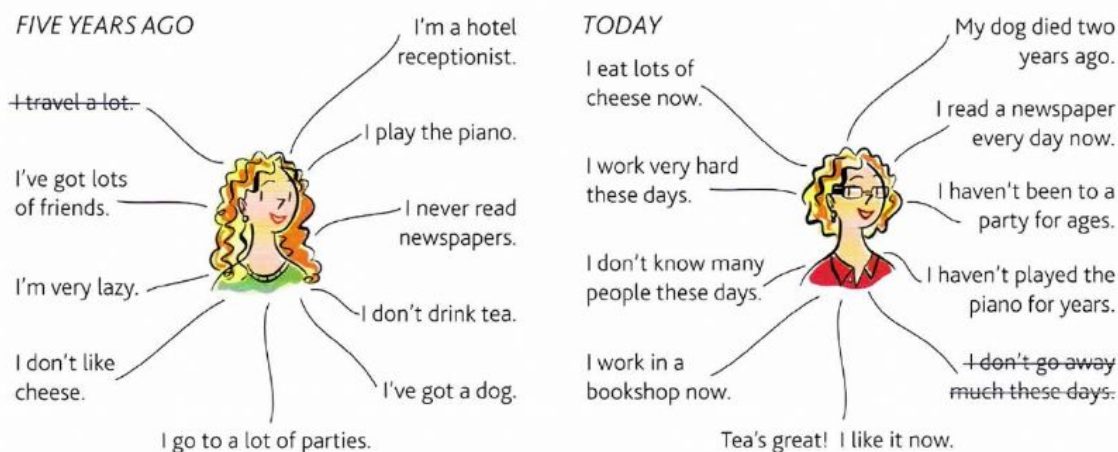 FIVE YEARS AGO
I'm a hotel
receptionist.
I travel a lot.
I play the piano.
I've got lots
of friends.
I never read
newspapers.
I'm very lazy.
I don't drink tea.
I don't like
cheese.
I've got a dog.
I go to a lot of parties.
TODAY
My dog died two
years ago.
I eat lots of
cheese now.
I read a newspaper
every day now.
I work very hard
these days.
I haven't been to a
party for ages.
I don't know many
people these days.
I haven't played the
piano for years.
I work in a
bookshop now.
I don't go away
much these days.
Tea's great! I like it now.